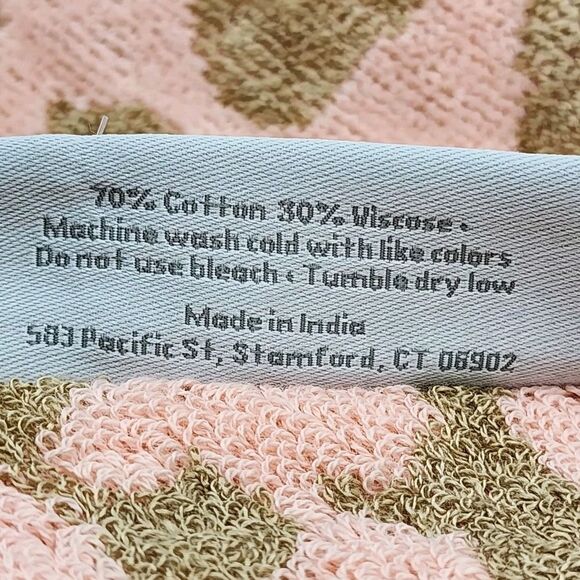 70% Cotton 30% Viscose •
Machine wash cold with like colors
Do not use bleach • Tumble dry low
Made in India
583 Pacific St, Stamford, CT 06902